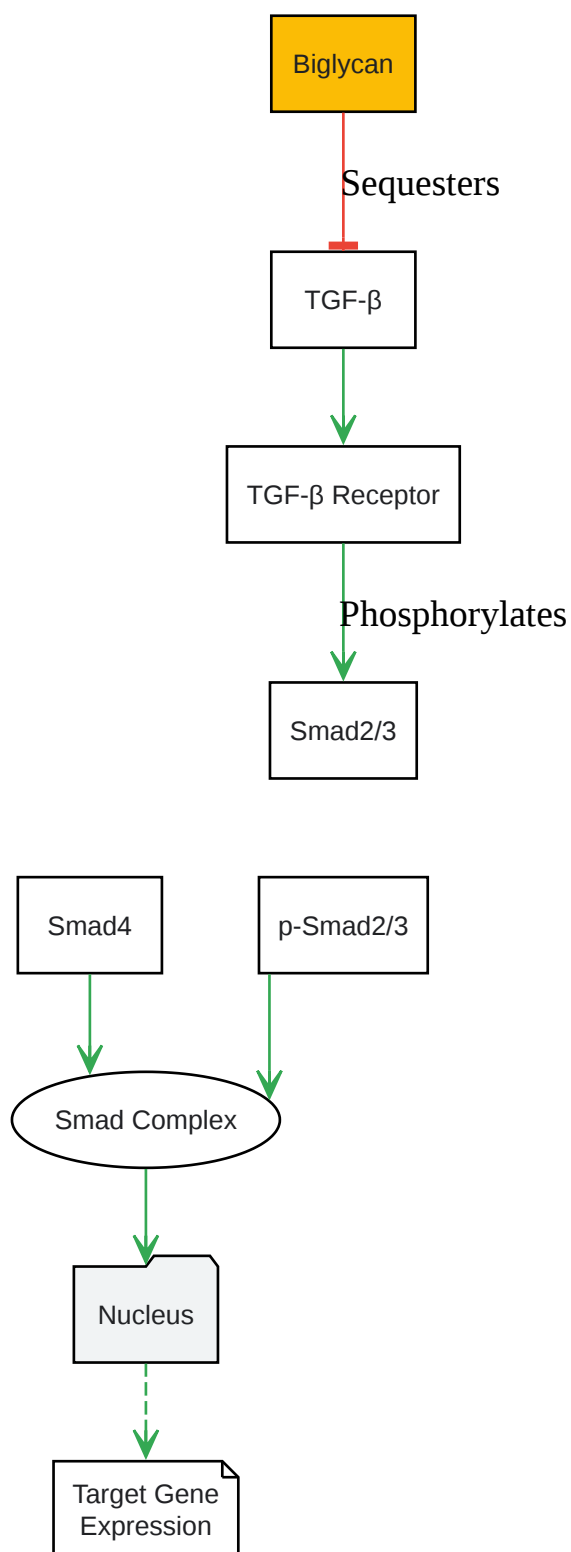 Biglycan
Sequesters
TGF-β
TGF-β Receptor
Phosphorylates
Smad2/3
Smad4
p-Smad2/3
Smad Complex
Nucleus
Target Gene
Expression